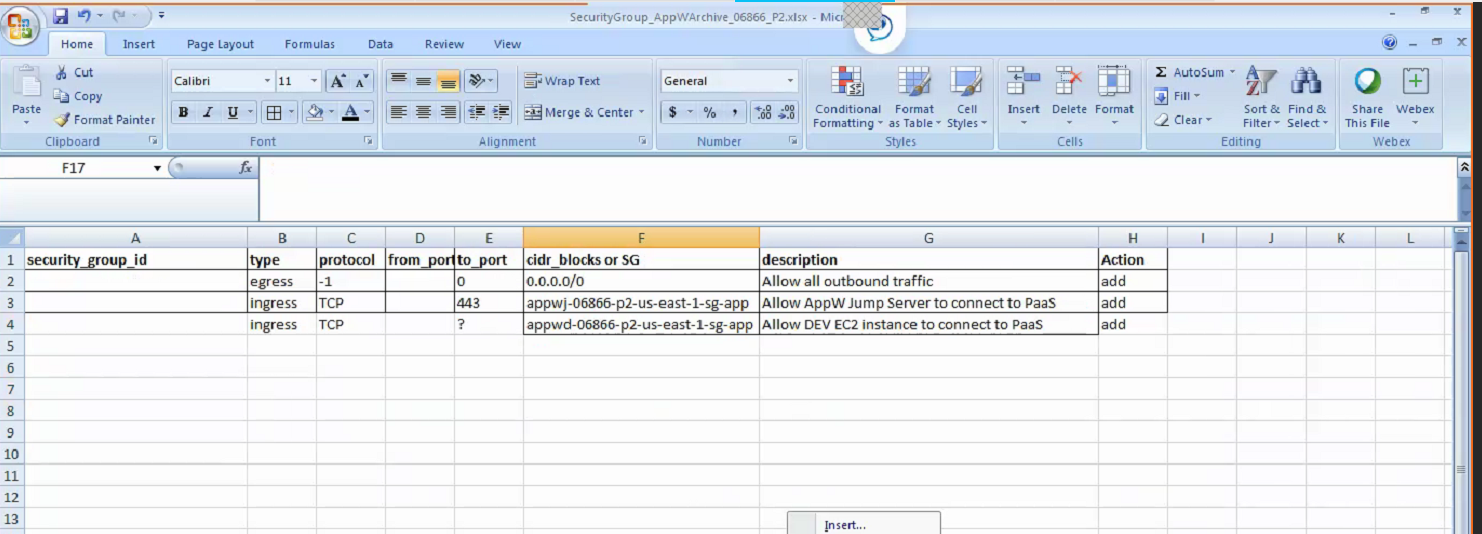 SecurityGroup_AppWArchive_06866_P2.xlsx - Micr
Home Insert Page Layout Formulas Data Review View
Cut
Copy
Format Painter
Paste
Calibri 11 A A
B I U A
Wrap Text
Merge & Center
General
$ % , .00 .0
Conditional Formatting
Format as Table
Cell Styles
Insert Delete Format
Σ AutoSum
Fill
Clear
Sort & Filter
Find & Select
Share This File
Webex
Clipboard Font Alignment Number Styles Cells Editing Webex
F17 fx
A B C D E F G H I J K L
1 security_group_id type protocol from_port to_port cidr_blocks or SG description Action
2 egress -1 0 0.0.0.0/0 Allow all outbound traffic add
3 ingress TCP 443 appwj-06866-p2-us-east-1-sg-app Allow AppW Jump Server to connect to PaaS add
4 ingress TCP ? appwd-06866-p2-us-east-1-sg-app Allow DEV EC2 instance to connect to PaaS add
5
6
7
8
9
10
11
12
13
Insert...